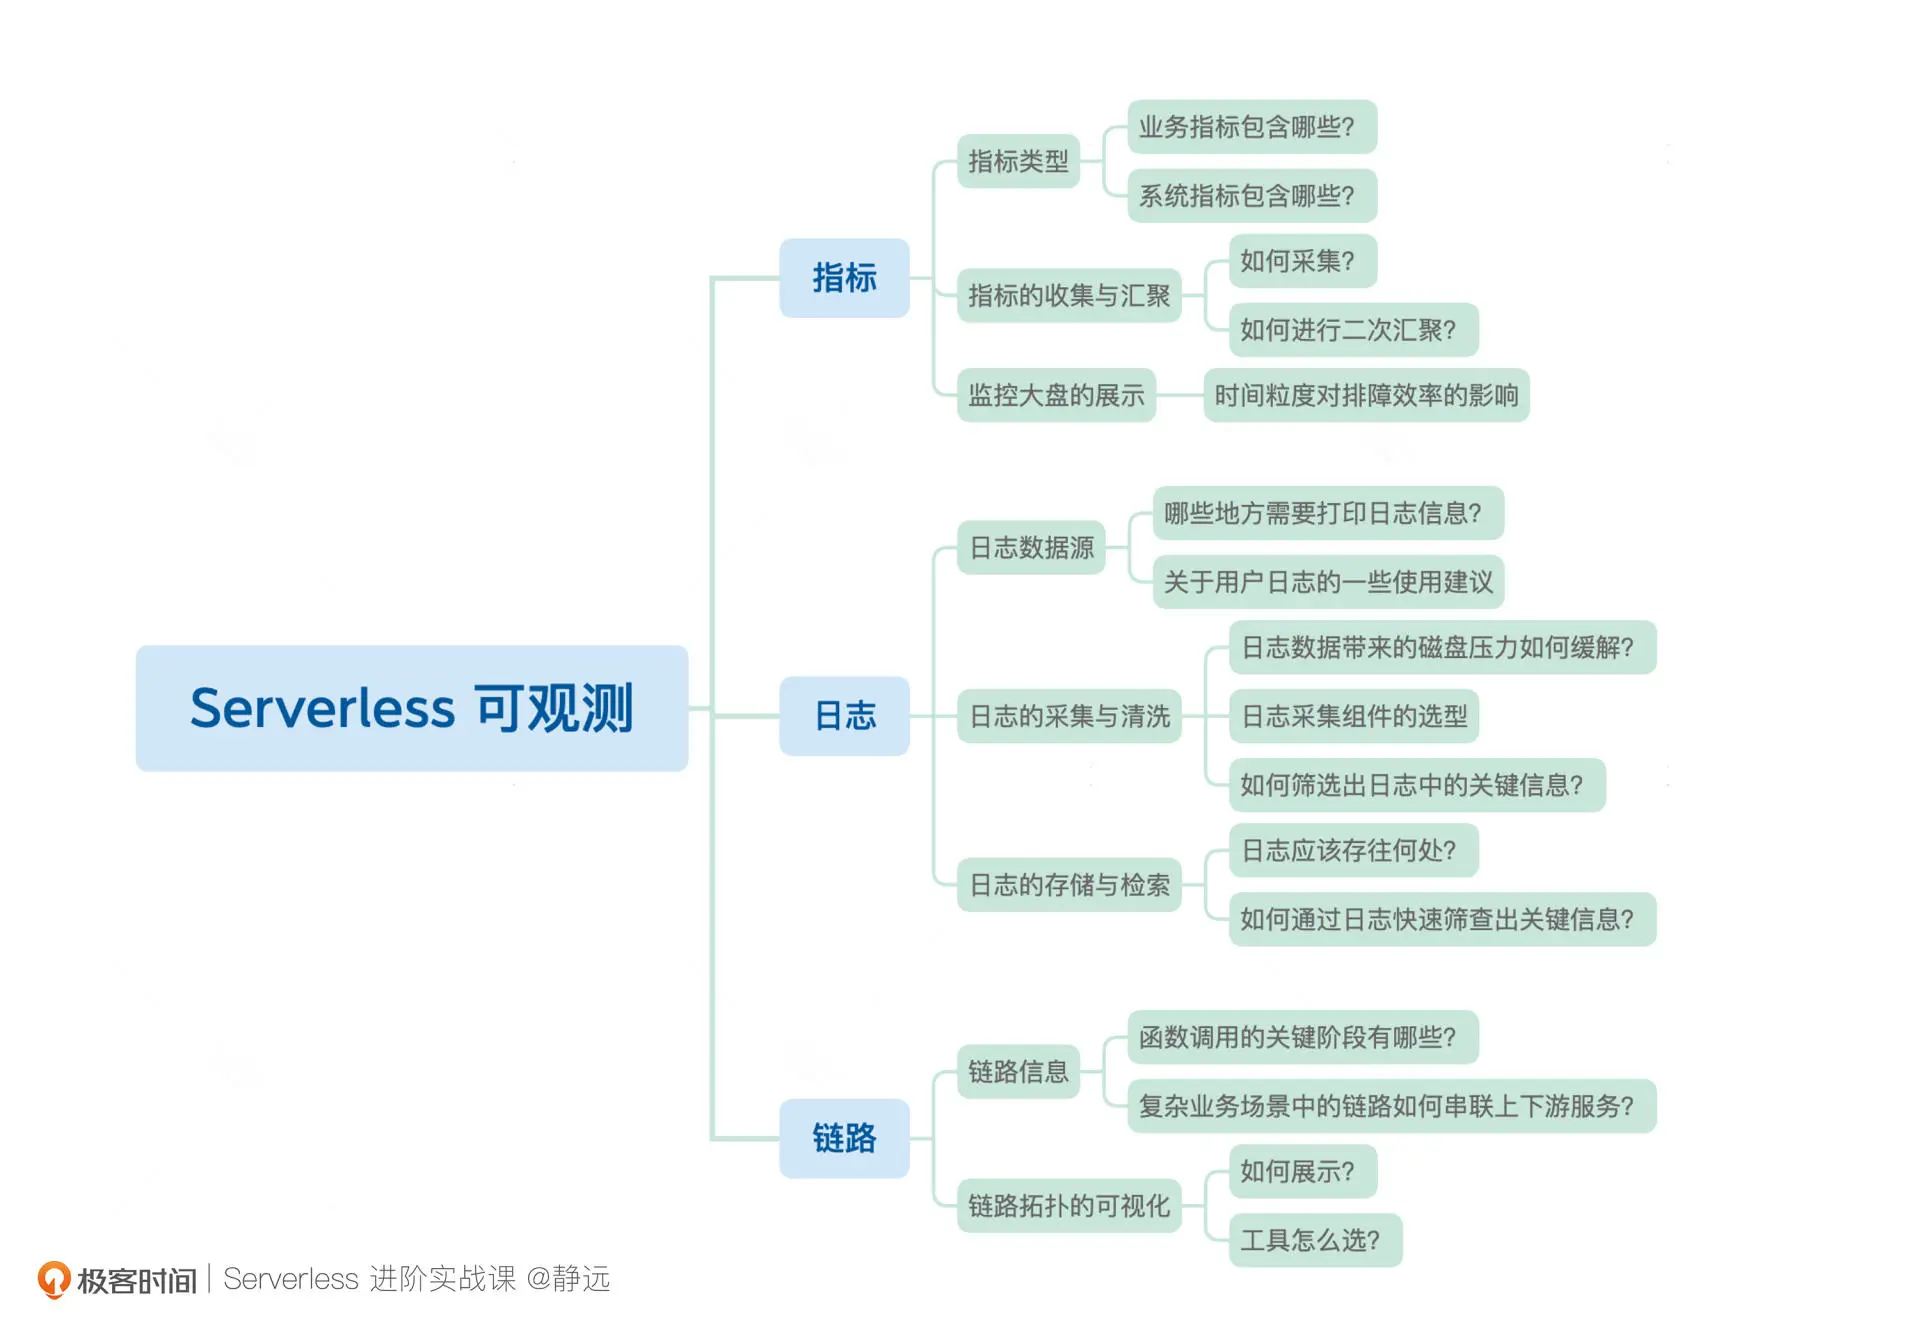 Serverless 可观测
指标
指标类型
业务指标包含哪些?
系统指标包含哪些?
指标的收集与汇聚
如何采集?
如何进行二次汇聚?
监控大盘的展示
时间粒度对排障效率的影响
日志
日志数据源
哪些地方需要打印日志信息?
关于用户日志的一些使用建议
日志的采集与清洗
日志数据带来的磁盘压力如何缓解?
日志采集组件的选型
如何筛选出日志中的关键信息?
日志的存储与检索
日志应该存往何处?
如何通过日志快速筛查出关键信息?
链路
链路信息
函数调用的关键阶段有哪些?
复杂业务场景中的链路如何串联上下游服务?
链路拓扑的可视化
如何展示?
工具怎么选?
极客时间 | Serverless 进阶实战课 @静远